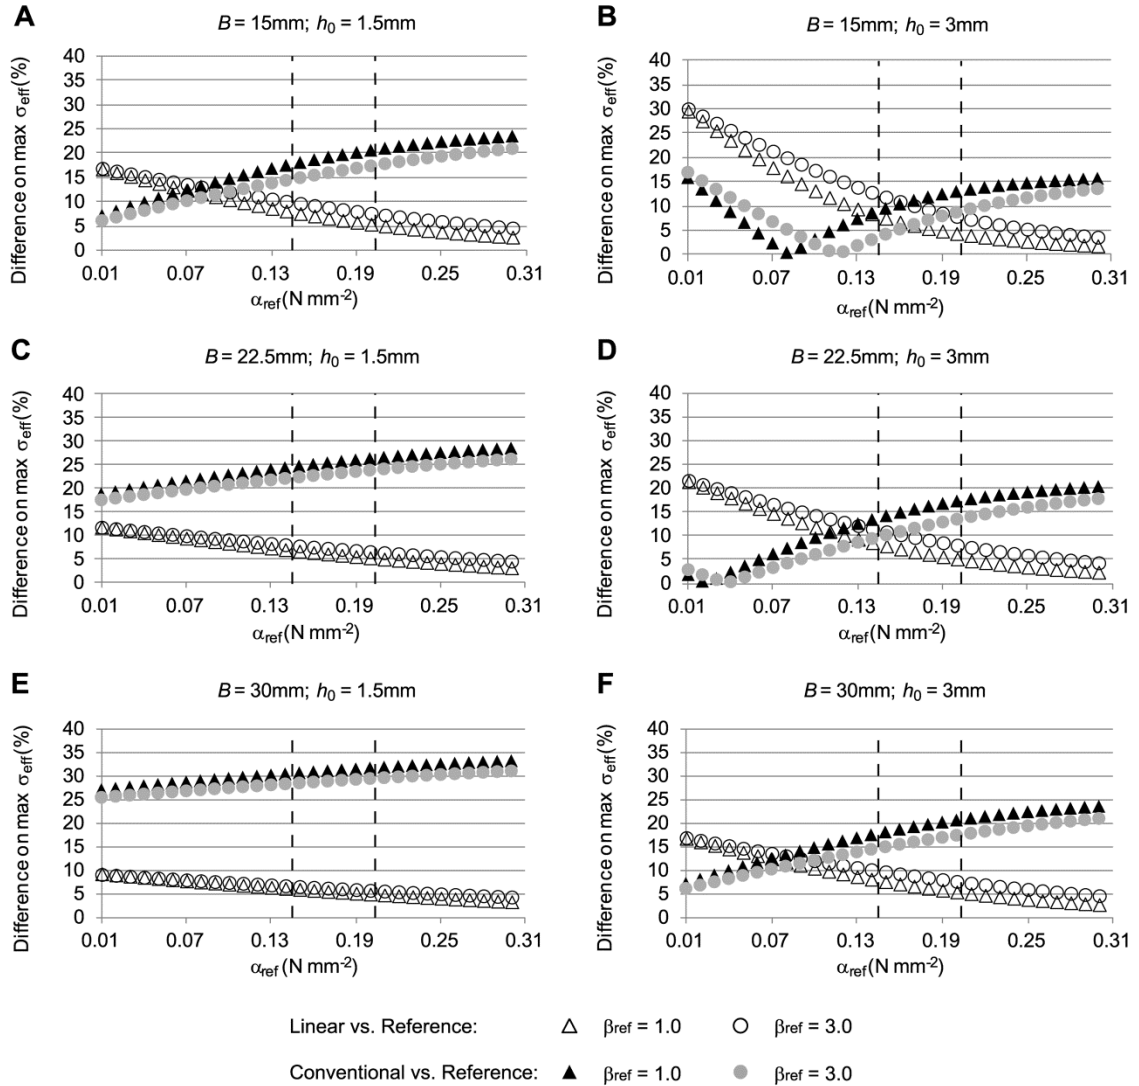 A
B = 15mm; h0 = 1.5mm
Difference on max σeff(%)
40
35
30
25
20
15
10
5
0
0.01 0.07 0.13 0.19 0.25 0.31
αref(N mm-2)
B
B = 15mm; h0 = 3mm
Difference on max σeff(%)
40
35
30
25
20
15
10
5
0
0.01 0.07 0.13 0.19 0.25 0.31
αref(N mm-2)
C
B = 22.5mm; h0 = 1.5mm
Difference on max σeff(%)
40
35
30
25
20
15
10
5
0
0.01 0.07 0.13 0.19 0.25 0.31
αref(N mm-2)
D
B = 22.5mm; h0 = 3mm
Difference on max σeff(%)
40
35
30
25
20
15
10
5
0
0.01 0.07 0.13 0.19 0.25 0.31
αref(N mm-2)
E
B = 30mm; h0 = 1.5mm
Difference on max σeff(%)
40
35
30
25
20
15
10
5
0
0.01 0.07 0.13 0.19 0.25 0.31
αref(N mm-2)
F
B = 30mm; h0 = 3mm
Difference on max σeff(%)
40
35
30
25
20
15
10
5
0
0.01 0.07 0.13 0.19 0.25 0.31
αref(N mm-2)
Linear vs. Reference: βref = 1.0 βref = 3.0
Conventional vs. Reference: βref = 1.0 βref = 3.0